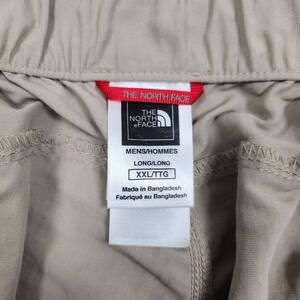 THE NORTH FACE
THE
NORTH
FACE
MENS/HOMMES
LONG/LONG
XXL/TTG
Made in Bangladesh
Fabriqué au Bangladesh